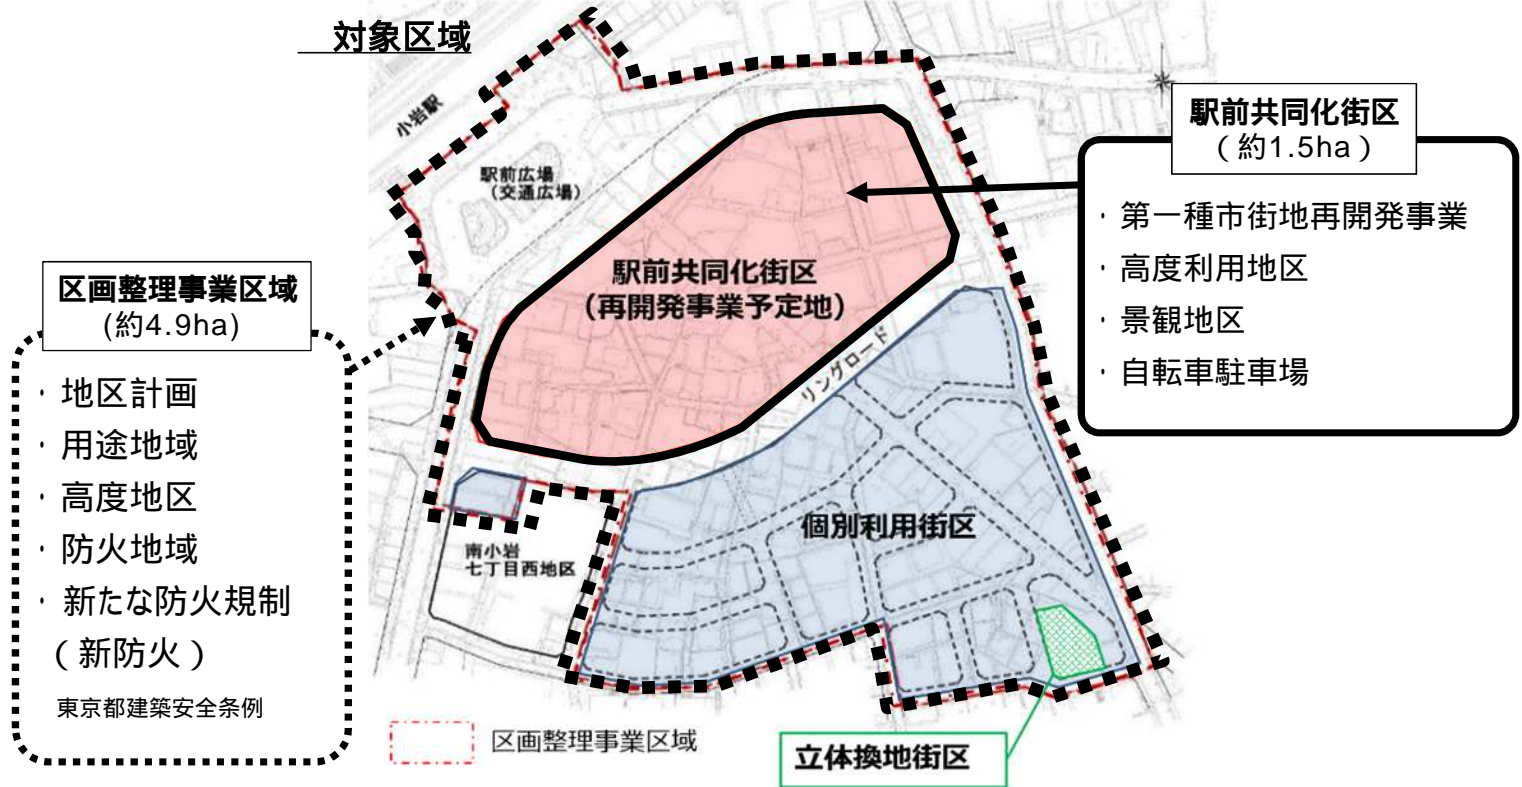 対象区域
小岩駅
駅前広場
(交通広場)
駅前共同化街区
(約1.5ha)
・第一種市街地再開発事業
・高度利用地区
・景観地区
・自転車駐車場
区画整理事業区域
(約4.9ha)
・地区計画
・用途地域
・高度地区
・防火地域
・新たな防火規制
(新防火)
東京都建築安全条例
駅前共同化街区
(再開発事業予定地)
リングロード
個別利用街区
南小岩
七丁目西地区
区画整理事業区域
立体換地街区